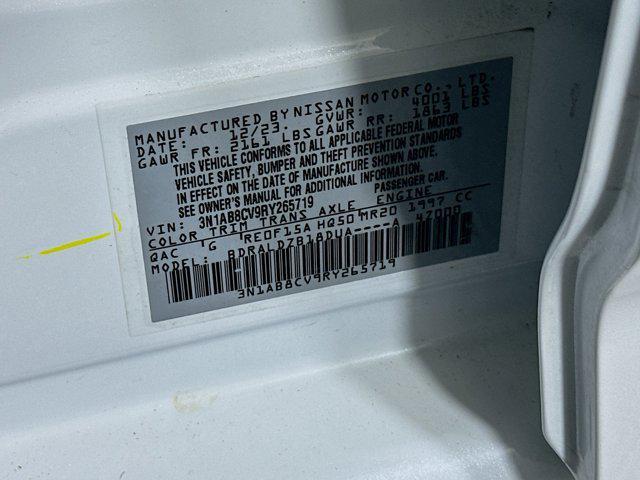 MANUFACTURED BY NISSAN MOTOR CO., LTD.
DATE: 12/23. GVWR: 4001 LBS
GAWR FR: 2161 LBS GAWR RR: 1863 LBS
THIS VEHICLE CONFORMS TO ALL APPLICABLE FEDERAL MOTOR
VEHICLE SAFETY, BUMPER AND THEFT PREVENTION STANDARDS
IN EFFECT ON THE DATE OF MANUFACTURE SHOWN ABOVE.
SEE OWNER'S MANUAL FOR ADDITIONAL INFORMATION.
VIN: 3N1AB8CV9RY265719 PASSENGER CAR.
COLOR TRIM TRANS AXLE ENGINE
QAC G RE0F15A HQ50 MR20 1997 CC
MODEL: BDRALDZB18DUA----A 47000
3N1AB8CV9RY265719